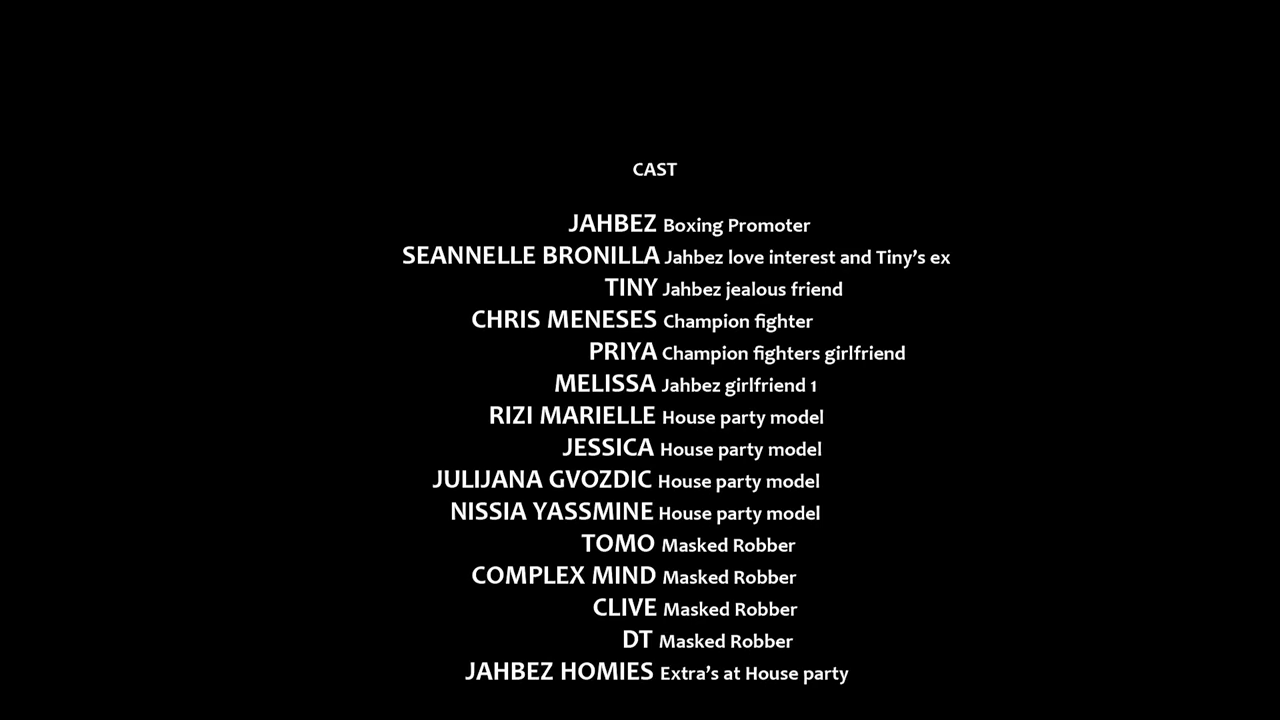 CAST
JAHBEZ Boxing Promoter
SEANNELLE BRONILLA Jahbez love interest and Tiny's ex
TINY Jahbez jealous friend
CHRIS MENESES Champion fighter
PRIYA Champion fighters girlfriend
MELISSA Jahbez girlfriend 1
RIZI MARIELLE House party model
JESSICA House party model
JULIJANA GVOZDIC House party model
NISSIA YASSMINE House party model
TOMO Masked Robber
COMPLEX MIND Masked Robber
CLIVE Masked Robber
DT Masked Robber
JAHBEZ HOMIES Extra's at House party